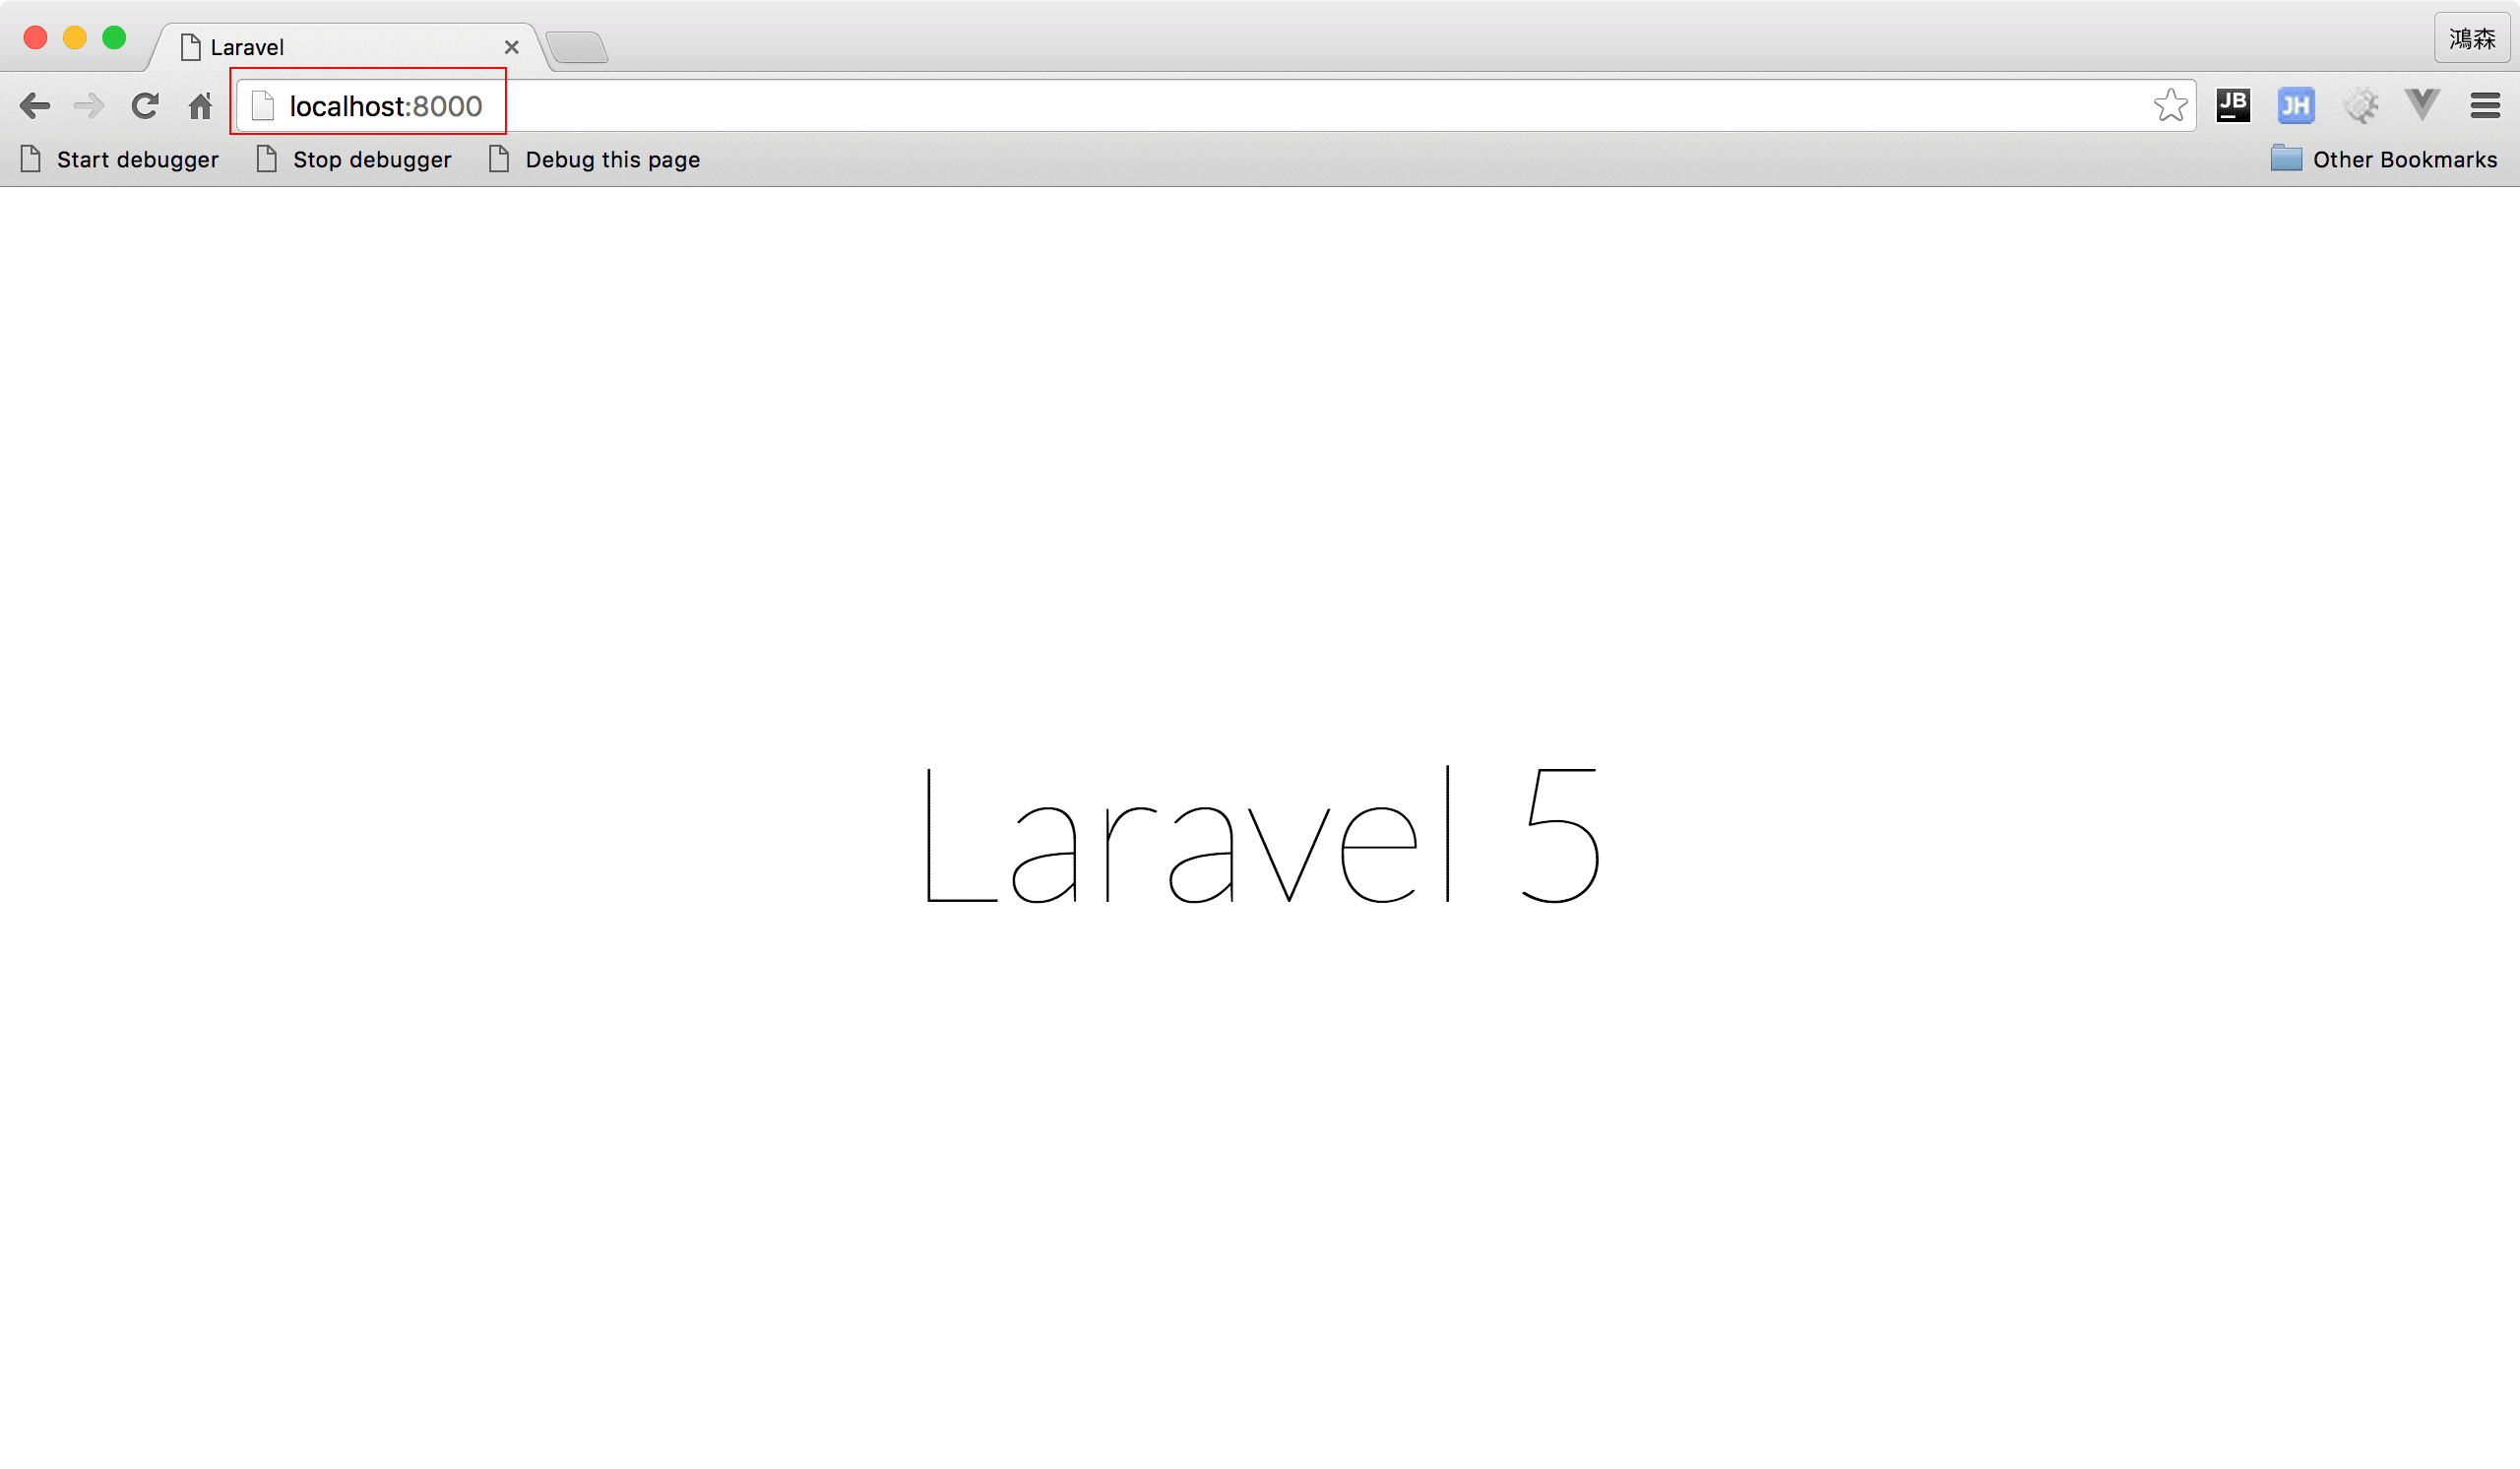 Laravel
鴻森
localhost:8000
JB
JH
Start debugger
Stop debugger
Debug this page
Other Bookmarks
Laravel 5